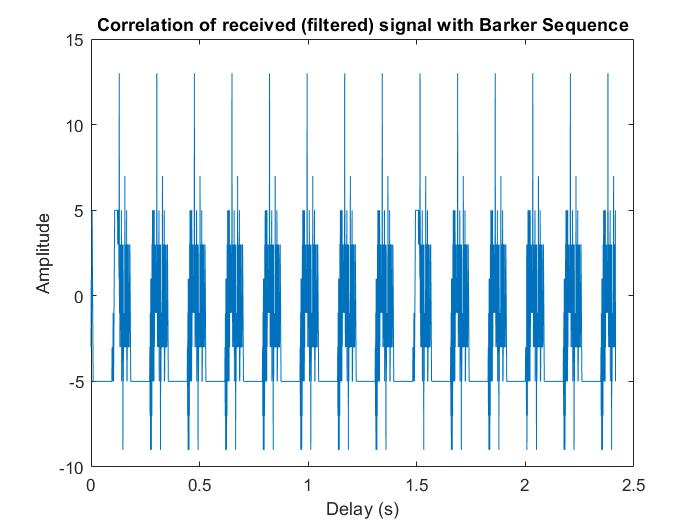 Correlation of received (filtered) signal with Barker Sequence
15
10
5
0
-5
-10
Amplitude
0 0.5 1 1.5 2 2.5
Delay (s)